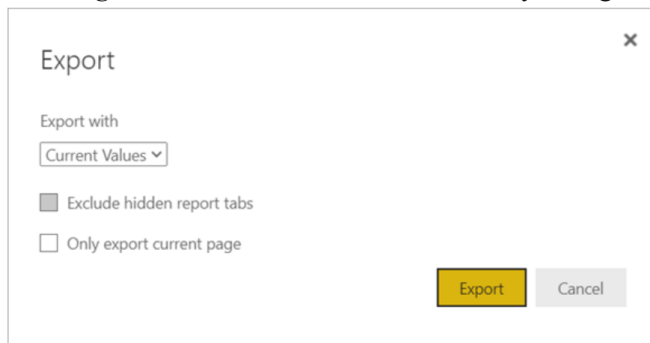 Export
Export with
Current Values
Exclude hidden report tabs
Only export current page
Export
Cancel